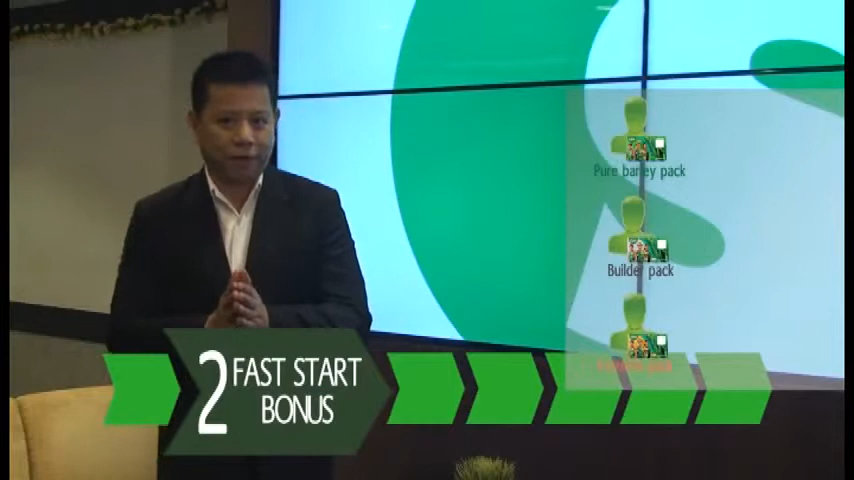 Pure barley pack
Builder pack
2
FAST START
BONUS